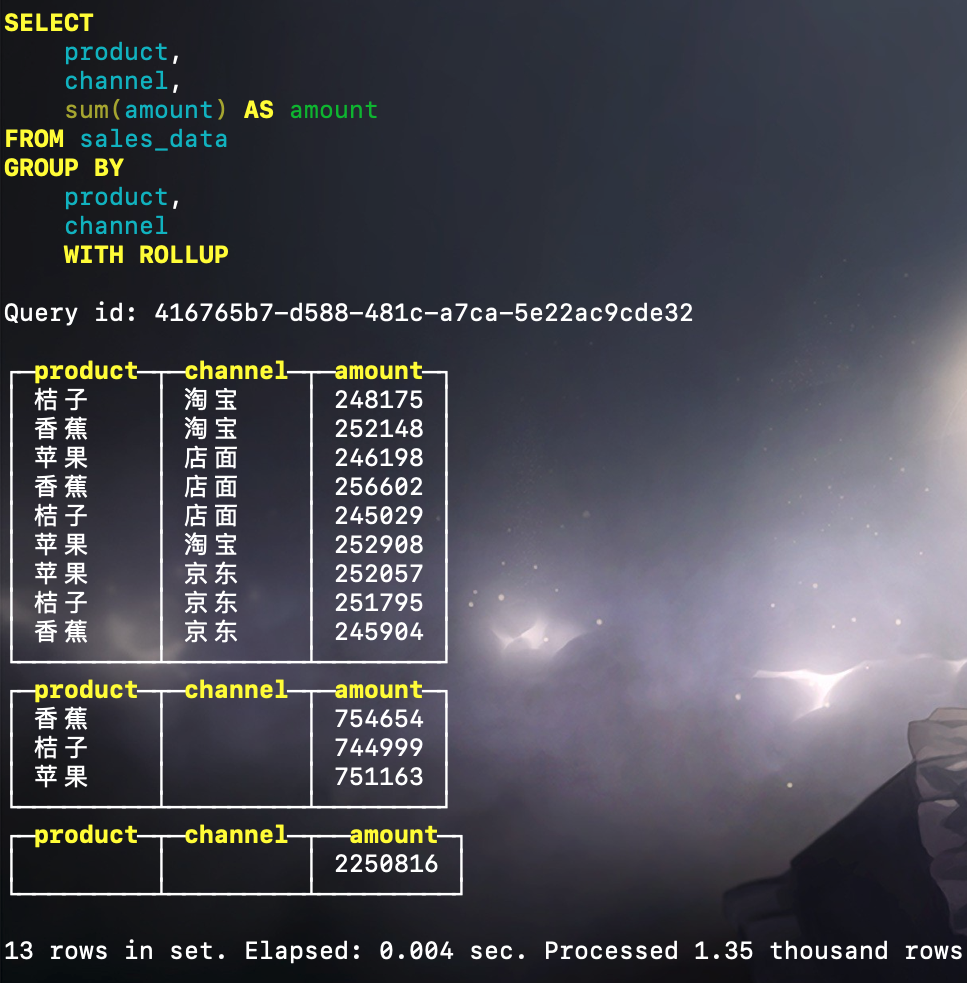 SELECT
    product,
    channel,
    sum(amount) AS amount
FROM sales_data
GROUP BY
    product,
    channel
    WITH ROLLUP
Query id: 416765b7-d588-481c-a7ca-5e22ac9cde32
product channel amount
桔子 淘宝 248175
香蕉 淘宝 252148
苹果 店面 246198
香蕉 店面 256602
桔子 店面 245029
苹果 淘宝 252908
苹果 京东 252057
桔子 京东 251795
香蕉 京东 245904
product channel amount
香蕉 754654
桔子 744999
苹果 751163
product channel amount
2250816
13 rows in set. Elapsed: 0.004 sec. Processed 1.35 thousand rows